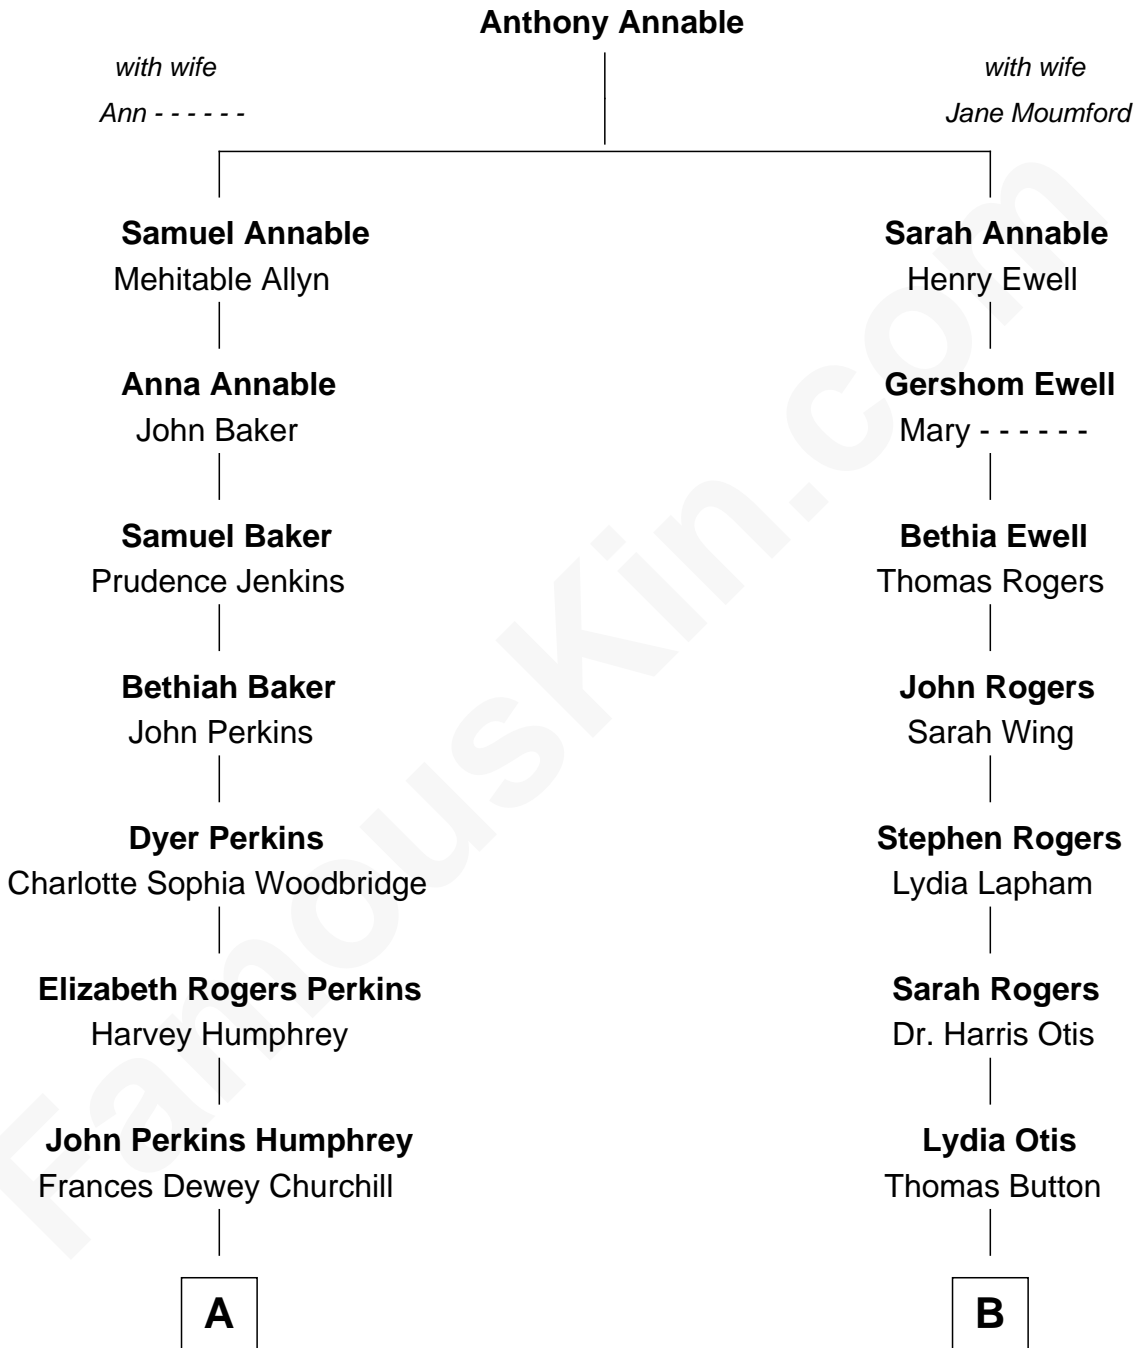 Anthony Annable
with wife
Ann - - - - - -
with wife
Jane Moumford
Samuel Annable
Mehitable Allyn
Sarah Annable
Henry Ewell
Anna Annable
John Baker
Gershom Ewell
Mary - - - - - -
Samuel Baker
Prudence Jenkins
Bethia Ewell
Thomas Rogers
Bethiah Baker
John Perkins
John Rogers
Sarah Wing
Dyer Perkins
Charlotte Sophia Woodbridge
Stephen Rogers
Lydia Lapham
Elizabeth Rogers Perkins
Harvey Humphrey
Sarah Rogers
Dr. Harris Otis
John Perkins Humphrey
Frances Dewey Churchill
Lydia Otis
Thomas Button
A
B
FamousKin.com